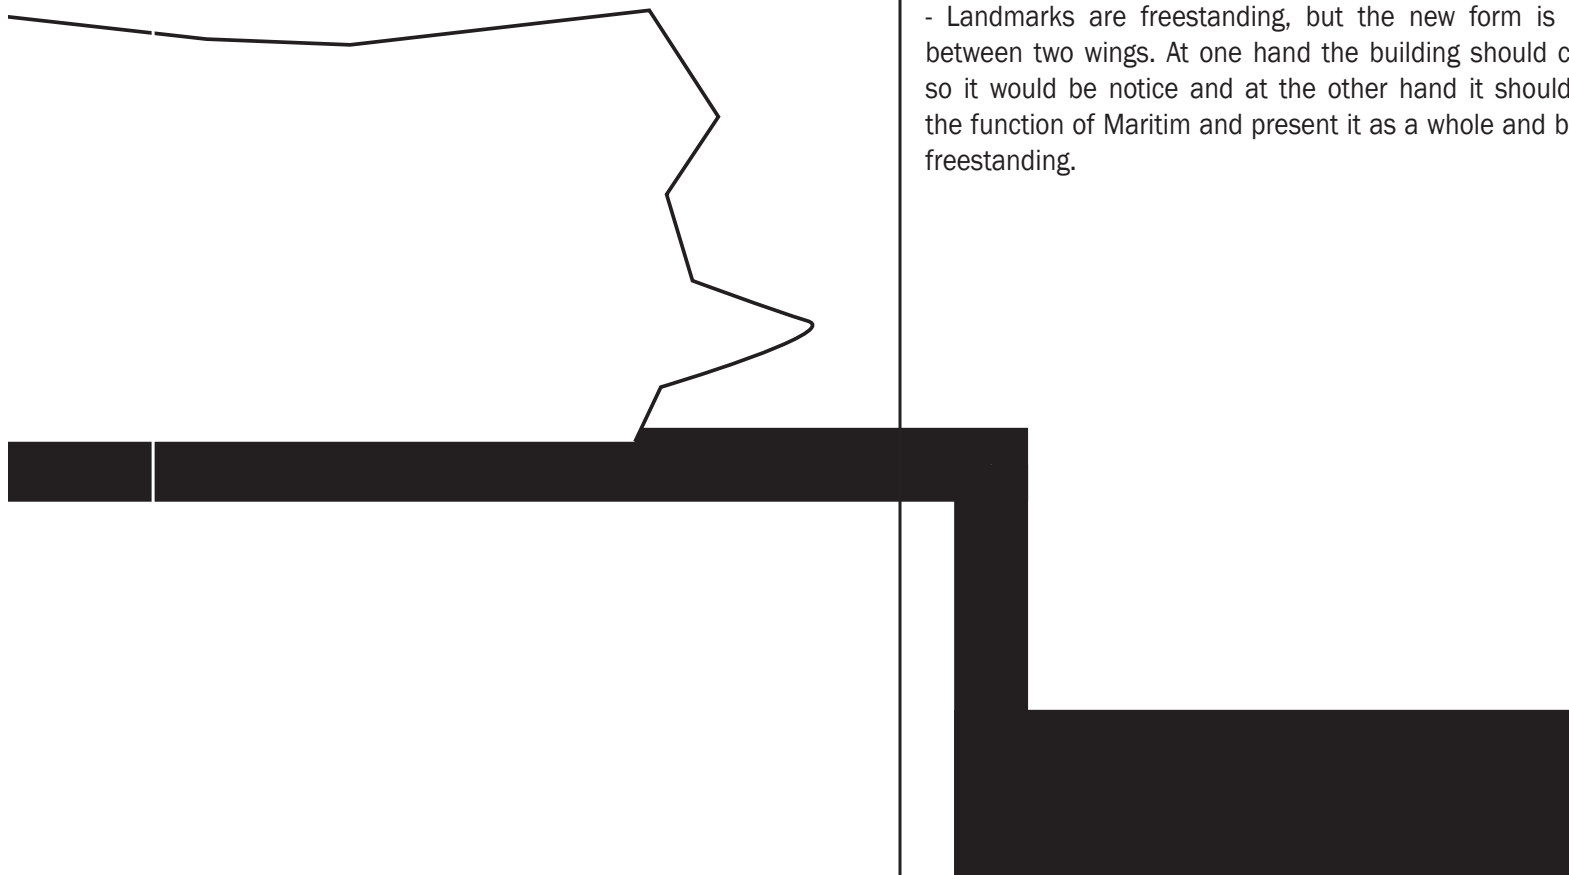 - Landmarks are freestanding, but the new form is
between two wings. At one hand the building should
so it would be notice and at the other hand it should
the function of Maritim and present it as a whole and
freestanding.